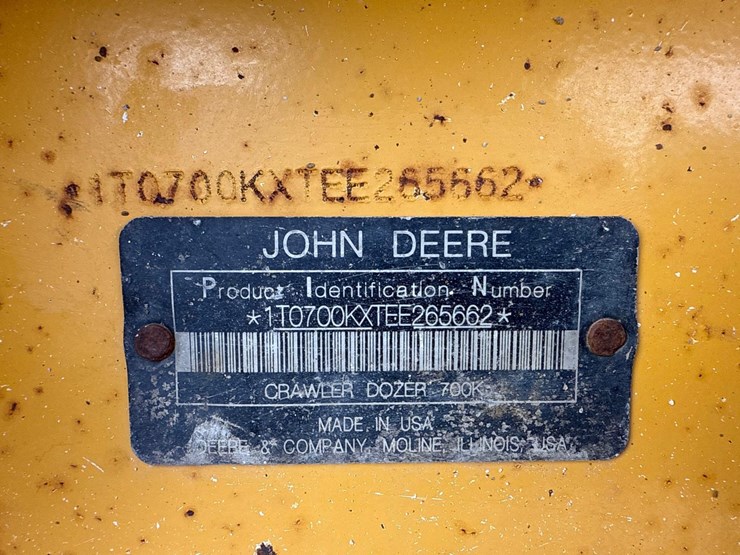 *1T0700KXTEE265662*
JOHN DEERE
Product Identification Number
*1T0700KXTEE265662*
CRAWLER DOZER 700K
MADE IN USA
DEERE & COMPANY MOLINE, ILLINOIS, USA